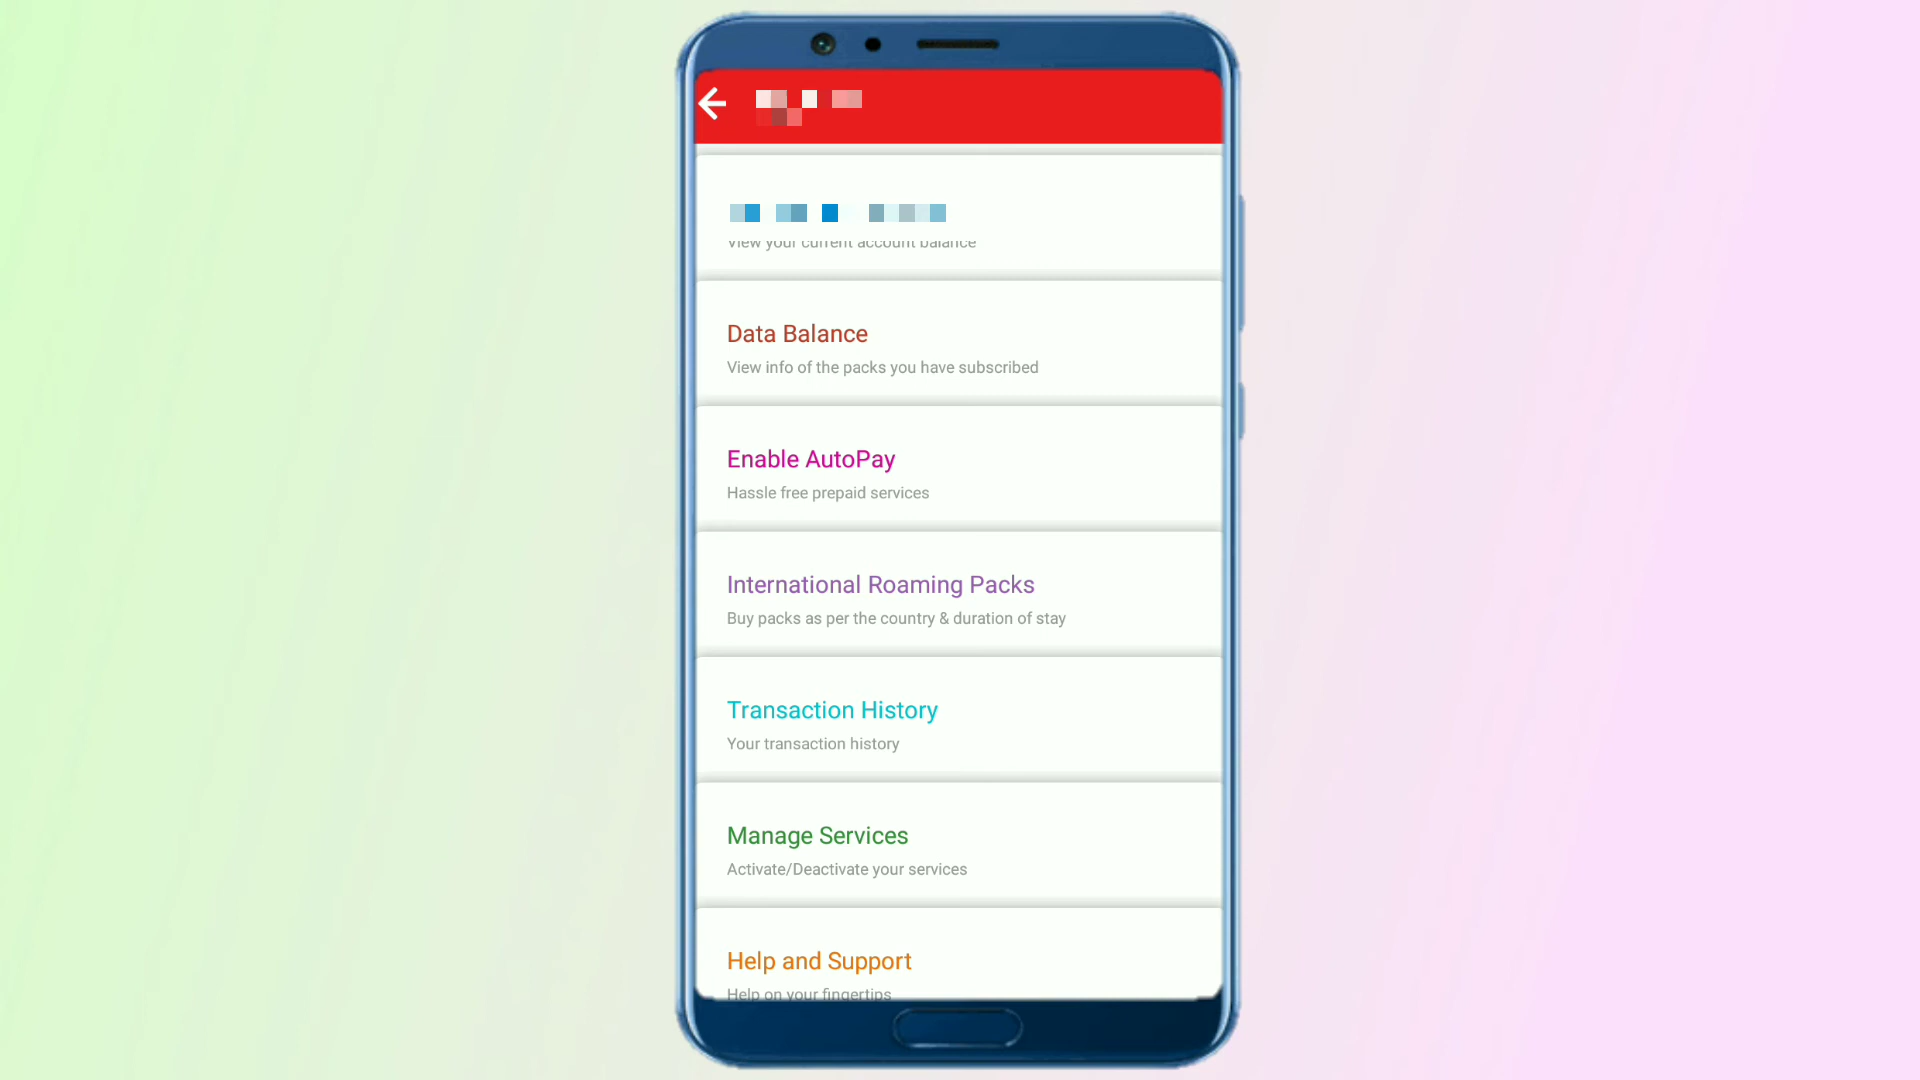 View your current account balance
Data Balance
View info of the packs you have subscribed
Enable AutoPay
Hassle free prepaid services
International Roaming Packs
Buy packs as per the country & duration of stay
Transaction History
Your transaction history
Manage Services
Activate/Deactivate your services
Help and Support
Help on your fingertips